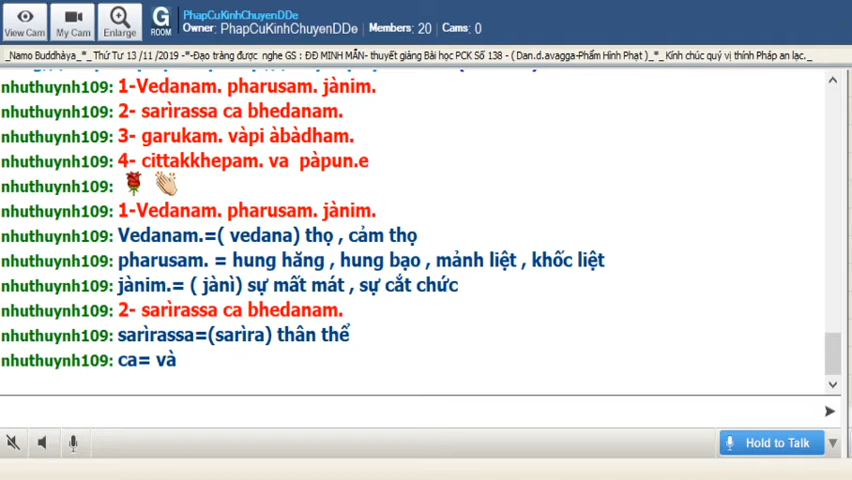 PhapCuKinhChuyenDDe
Owner: PhapCuKinhChuyenDDe Members: 20 Cams: 0
View Cam My Cam Enlarge G ROOM
_Namo Buddhàya_*_ Thứ Tư 13 /11 /2019 -*-Đạo tràng được nghe GS : ĐĐ MINH MẪN- thuyết giảng Bài học PCK Số 138 - ( Dan.d.avagga-Phẩm Hình Phạt )_*_ Kính chúc quý vị thính Pháp an lạc._
nhuthuynh109: 1-Vedanam. pharusam. jànim.
nhuthuynh109: 2- sarìrassa ca bhedanam.
nhuthuynh109: 3- garukam. vàpi àbàdham.
nhuthuynh109: 4- cittakkhepam. va pàpun.e
nhuthuynh109:
nhuthuynh109: 1-Vedanam. pharusam. jànim.
nhuthuynh109: Vedanam.=( vedana) thọ , cảm thọ
nhuthuynh109: pharusam. = hung hăng , hung bạo , mảnh liệt , khốc liệt
nhuthuynh109: jànim.= ( jànì) sự mất mát , sự cắt chức
nhuthuynh109: 2- sarìrassa ca bhedanam.
nhuthuynh109: sarìrassa=(sarìra) thân thể
nhuthuynh109: ca= và
Hold to Talk